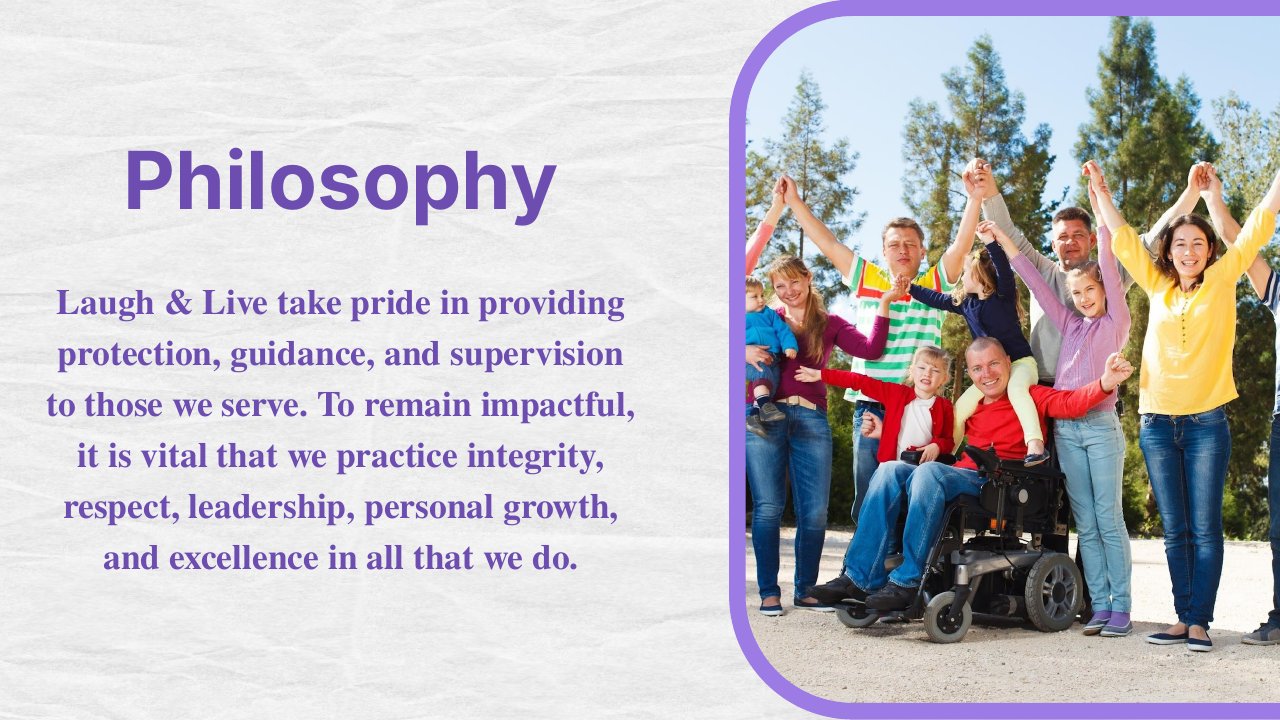 Philosophy
Laugh & Live take pride in providing
protection, guidance, and supervision
to those we serve. To remain impactful,
it is vital that we practice integrity,
respect, leadership, personal growth,
and excellence in all that we do.